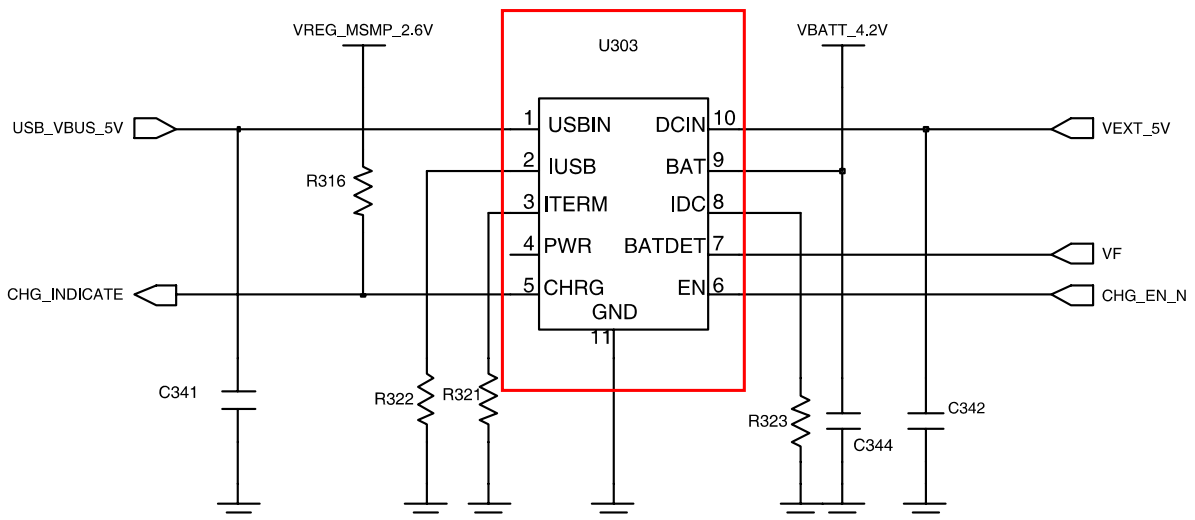 VREG_MSMP_2.6V
U303
VBATT_4.2V
USB_VBUS_5V
1 USBIN
DCIN 10
VEXT_5V
2 IUSB
BAT 9
R316
3 ITERM
IDC 8
4 PWR
BATDET 7
VF
CHG_INDICATE
5 CHRG
EN 6
CHG_EN_N
GND
11
C341
R322
R321
R323
C344
C342